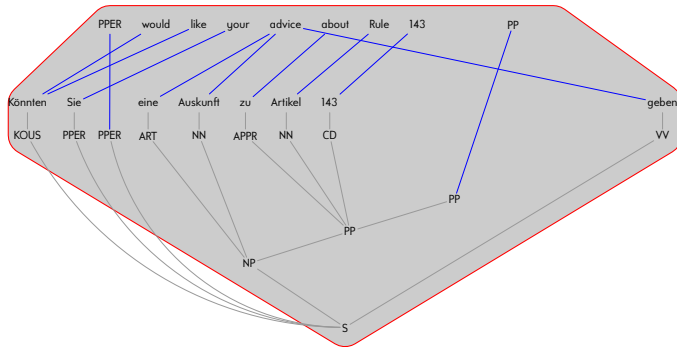 PPER would like your advice about Rule 143 PP
Könnten Sie eine Auskunft zu Artikel 143 geben
KOUS PPER PPER ART NN APPR NN CD VV
PP
PP
NP
S